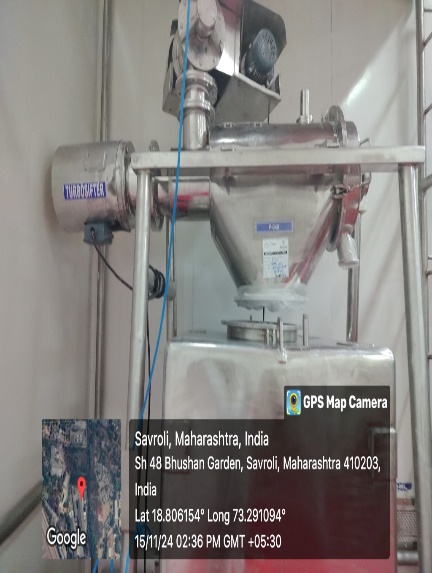 TURBOSIFTER
GPS Map Camera
Savroli, Maharashtra, India
Sh 48 Bhushan Garden, Savroli, Maharashtra 410203,
India
Lat 18.806154° Long 73.291094°
15/11/24 02:36 PM GMT +05:30
Google